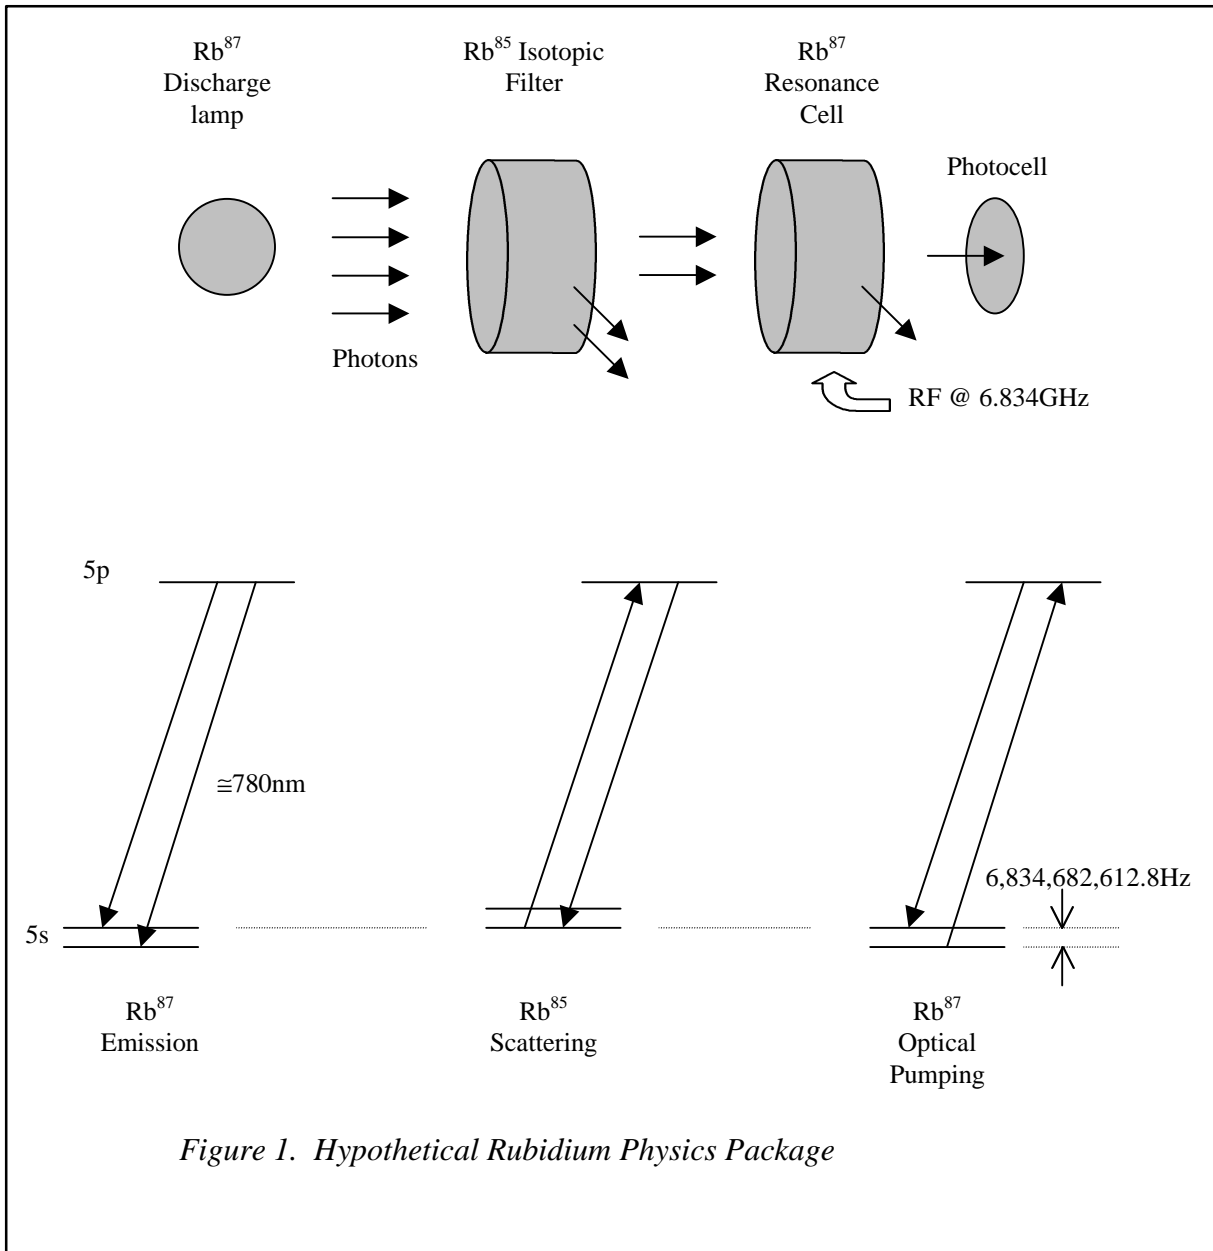 Rb⁸⁷
Discharge
lamp
Rb⁸⁵ Isotopic
Filter
Rb⁸⁷
Resonance
Cell
Photocell
Photons
RF @ 6.834GHz
5p
≅780nm
6,834,682,612.8Hz
5s
Rb⁸⁷
Emission
Rb⁸⁵
Scattering
Rb⁸⁷
Optical
Pumping
Figure 1. Hypothetical Rubidium Physics Package